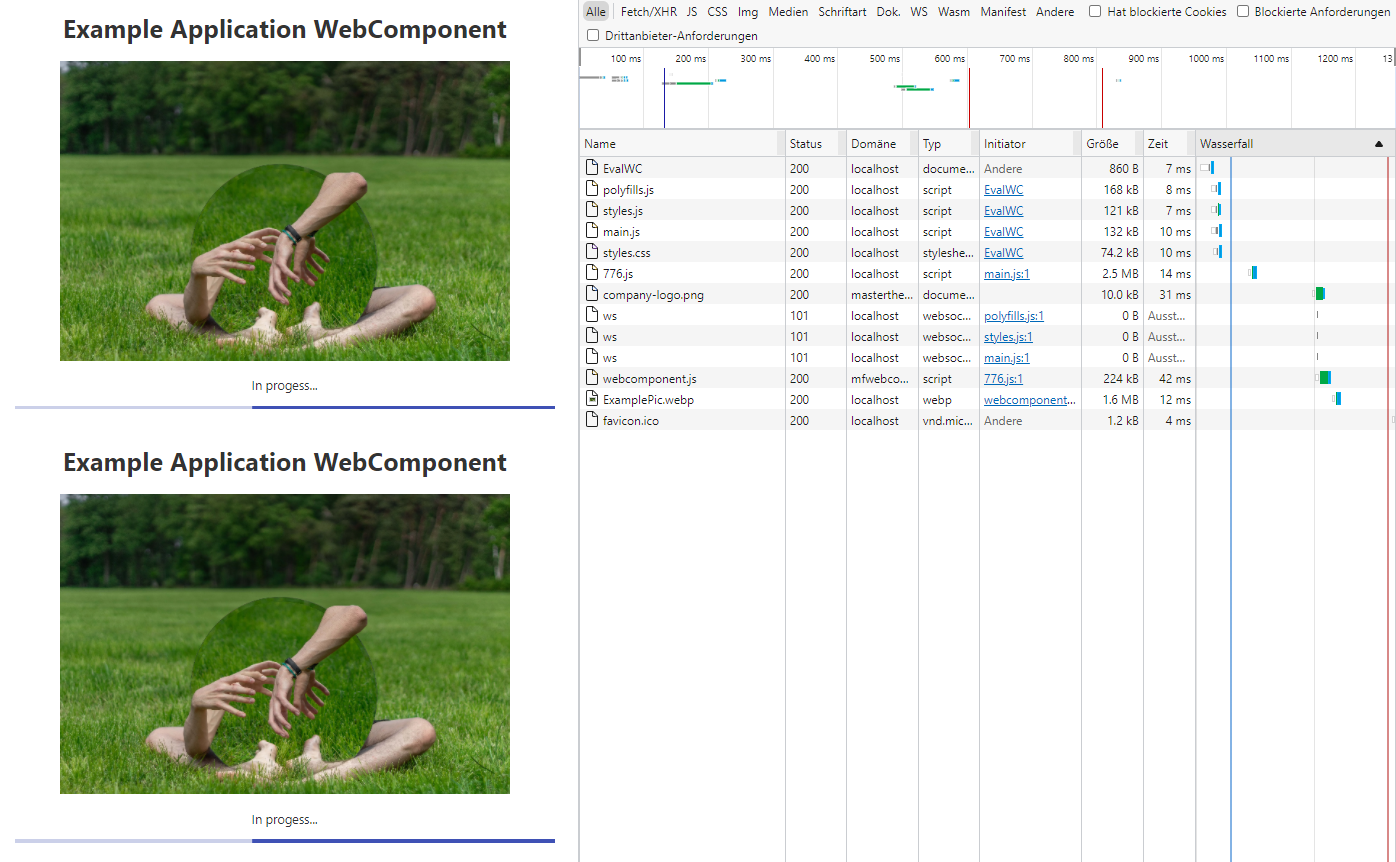 Example Application WebComponent
In progess...
Example Application WebComponent
In progess...
Alle Fetch/XHR JS CSS Img Medien Schriftart Dok. WS Wasm Manifest Andere Hat blockierte Cookies Blockierte Anforderungen
Drittanbieter-Anforderungen
100 ms 200 ms 300 ms 400 ms 500 ms 600 ms 700 ms 800 ms 900 ms 1000 ms 1100 ms 1200 ms 13
Name Status Domäne Typ Initiator Größe Zeit Wasserfall
EvalWC 200 localhost docume... Andere 860 B 7 ms
polyfills.js 200 localhost script EvalWC 168 kB 8 ms
styles.js 200 localhost script EvalWC 121 kB 7 ms
main.js 200 localhost script EvalWC 132 kB 10 ms
styles.css 200 localhost styleshe... EvalWC 74.2 kB 10 ms
776.js 200 localhost script main.js:1 2.5 MB 14 ms
company-logo.png 200 masterthe... docume... 10.0 kB 31 ms
ws 101 localhost websoc... polyfills.js:1 0 B Ausst...
ws 101 localhost websoc... styles.js:1 0 B Ausst...
ws 101 localhost websoc... main.js:1 0 B Ausst...
webcomponent.js 200 mfwebco... script 776.js:1 224 kB 42 ms
ExamplePic.webp 200 localhost webp webcomponent... 1.6 MB 12 ms
favicon.ico 200 localhost vnd.mic... Andere 1.2 kB 4 ms